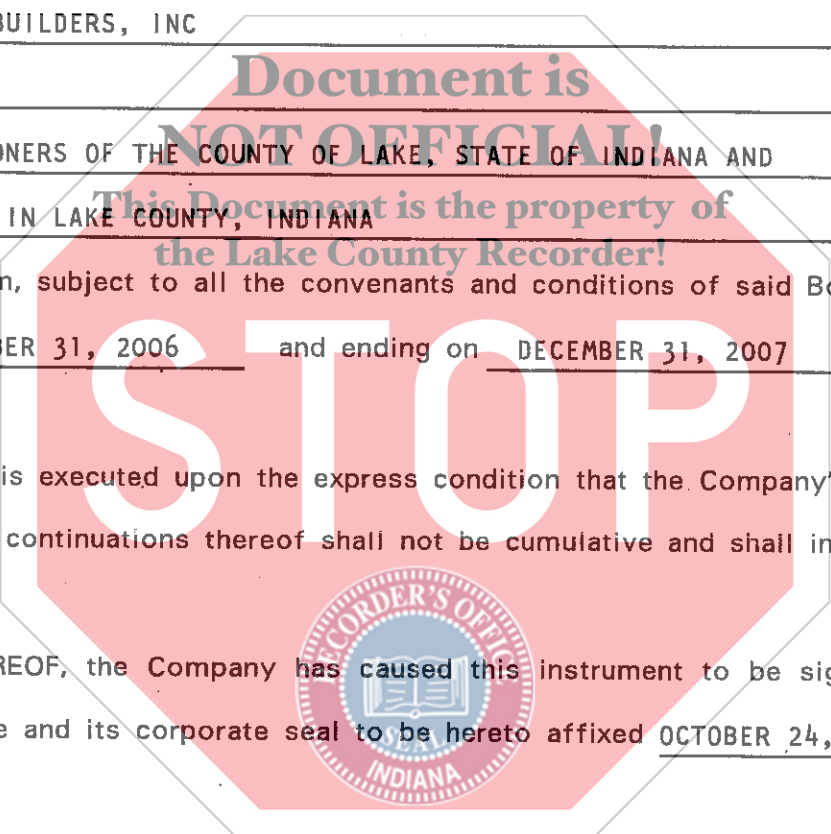 BUILDERS, INC
Document is
NOT OFFICIAL!
ONERS OF THE COUNTY OF LAKE, STATE OF INDIANA AND
This Document is the property of
IN LAKE COUNTY, INDIANA
the Lake County Recorder!
n, subject to all the convenants and conditions of said Bo
BER 31, 2006 and ending on DECEMBER 31, 2007
STOP
is executed upon the express condition that the Company'
continuations thereof shall not be cumulative and shall in
RECORDER'S OFFICE
REOF, the Company has caused this instrument to be sig
e and its corporate seal to be hereto affixed OCTOBER 24,
SEAL
INDIANA